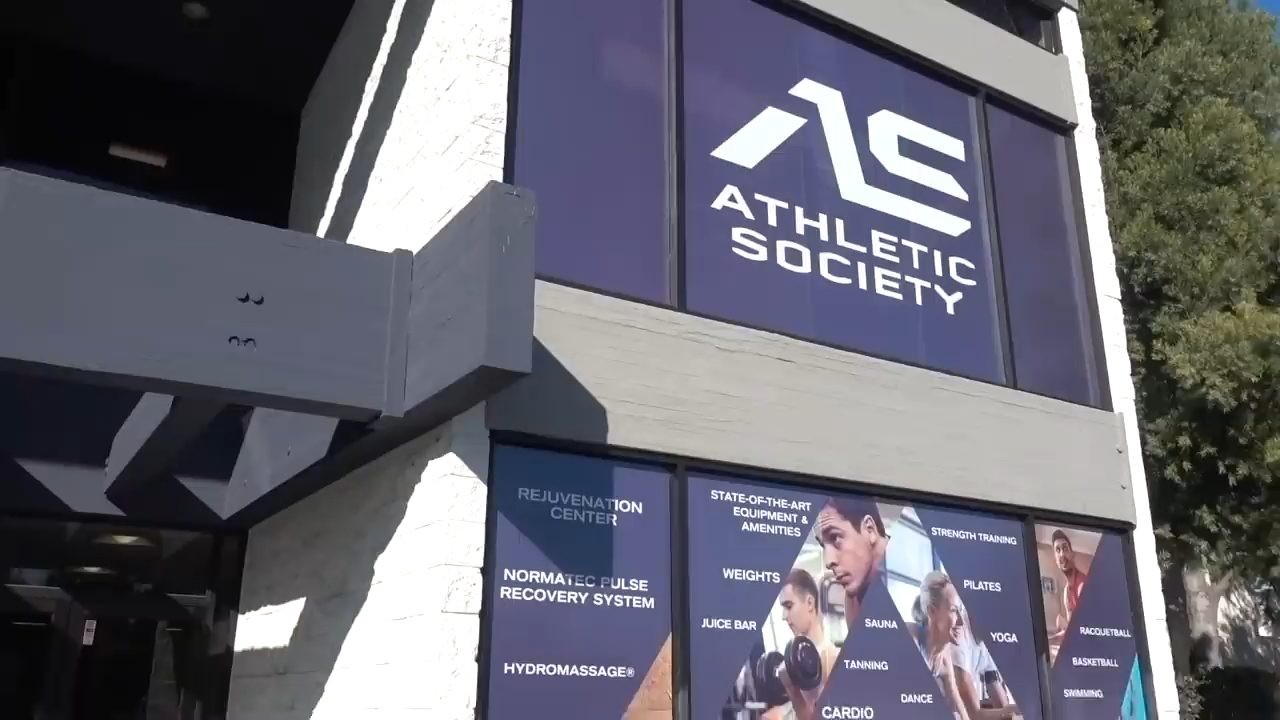 AS
ATHLETIC
SOCIETY
REJUVENATION
CENTER
NORMATEC PULSE
RECOVERY SYSTEM
HYDROMASSAGE®
STATE-OF-THE-ART
EQUIPMENT &
AMENITIES
WEIGHTS
JUICE BAR
SAUNA
TANNING
DANCE
CARDIO
STRENGTH TRAINING
PILATES
YOGA
RACQUETBALL
BASKETBALL
SWIMMING